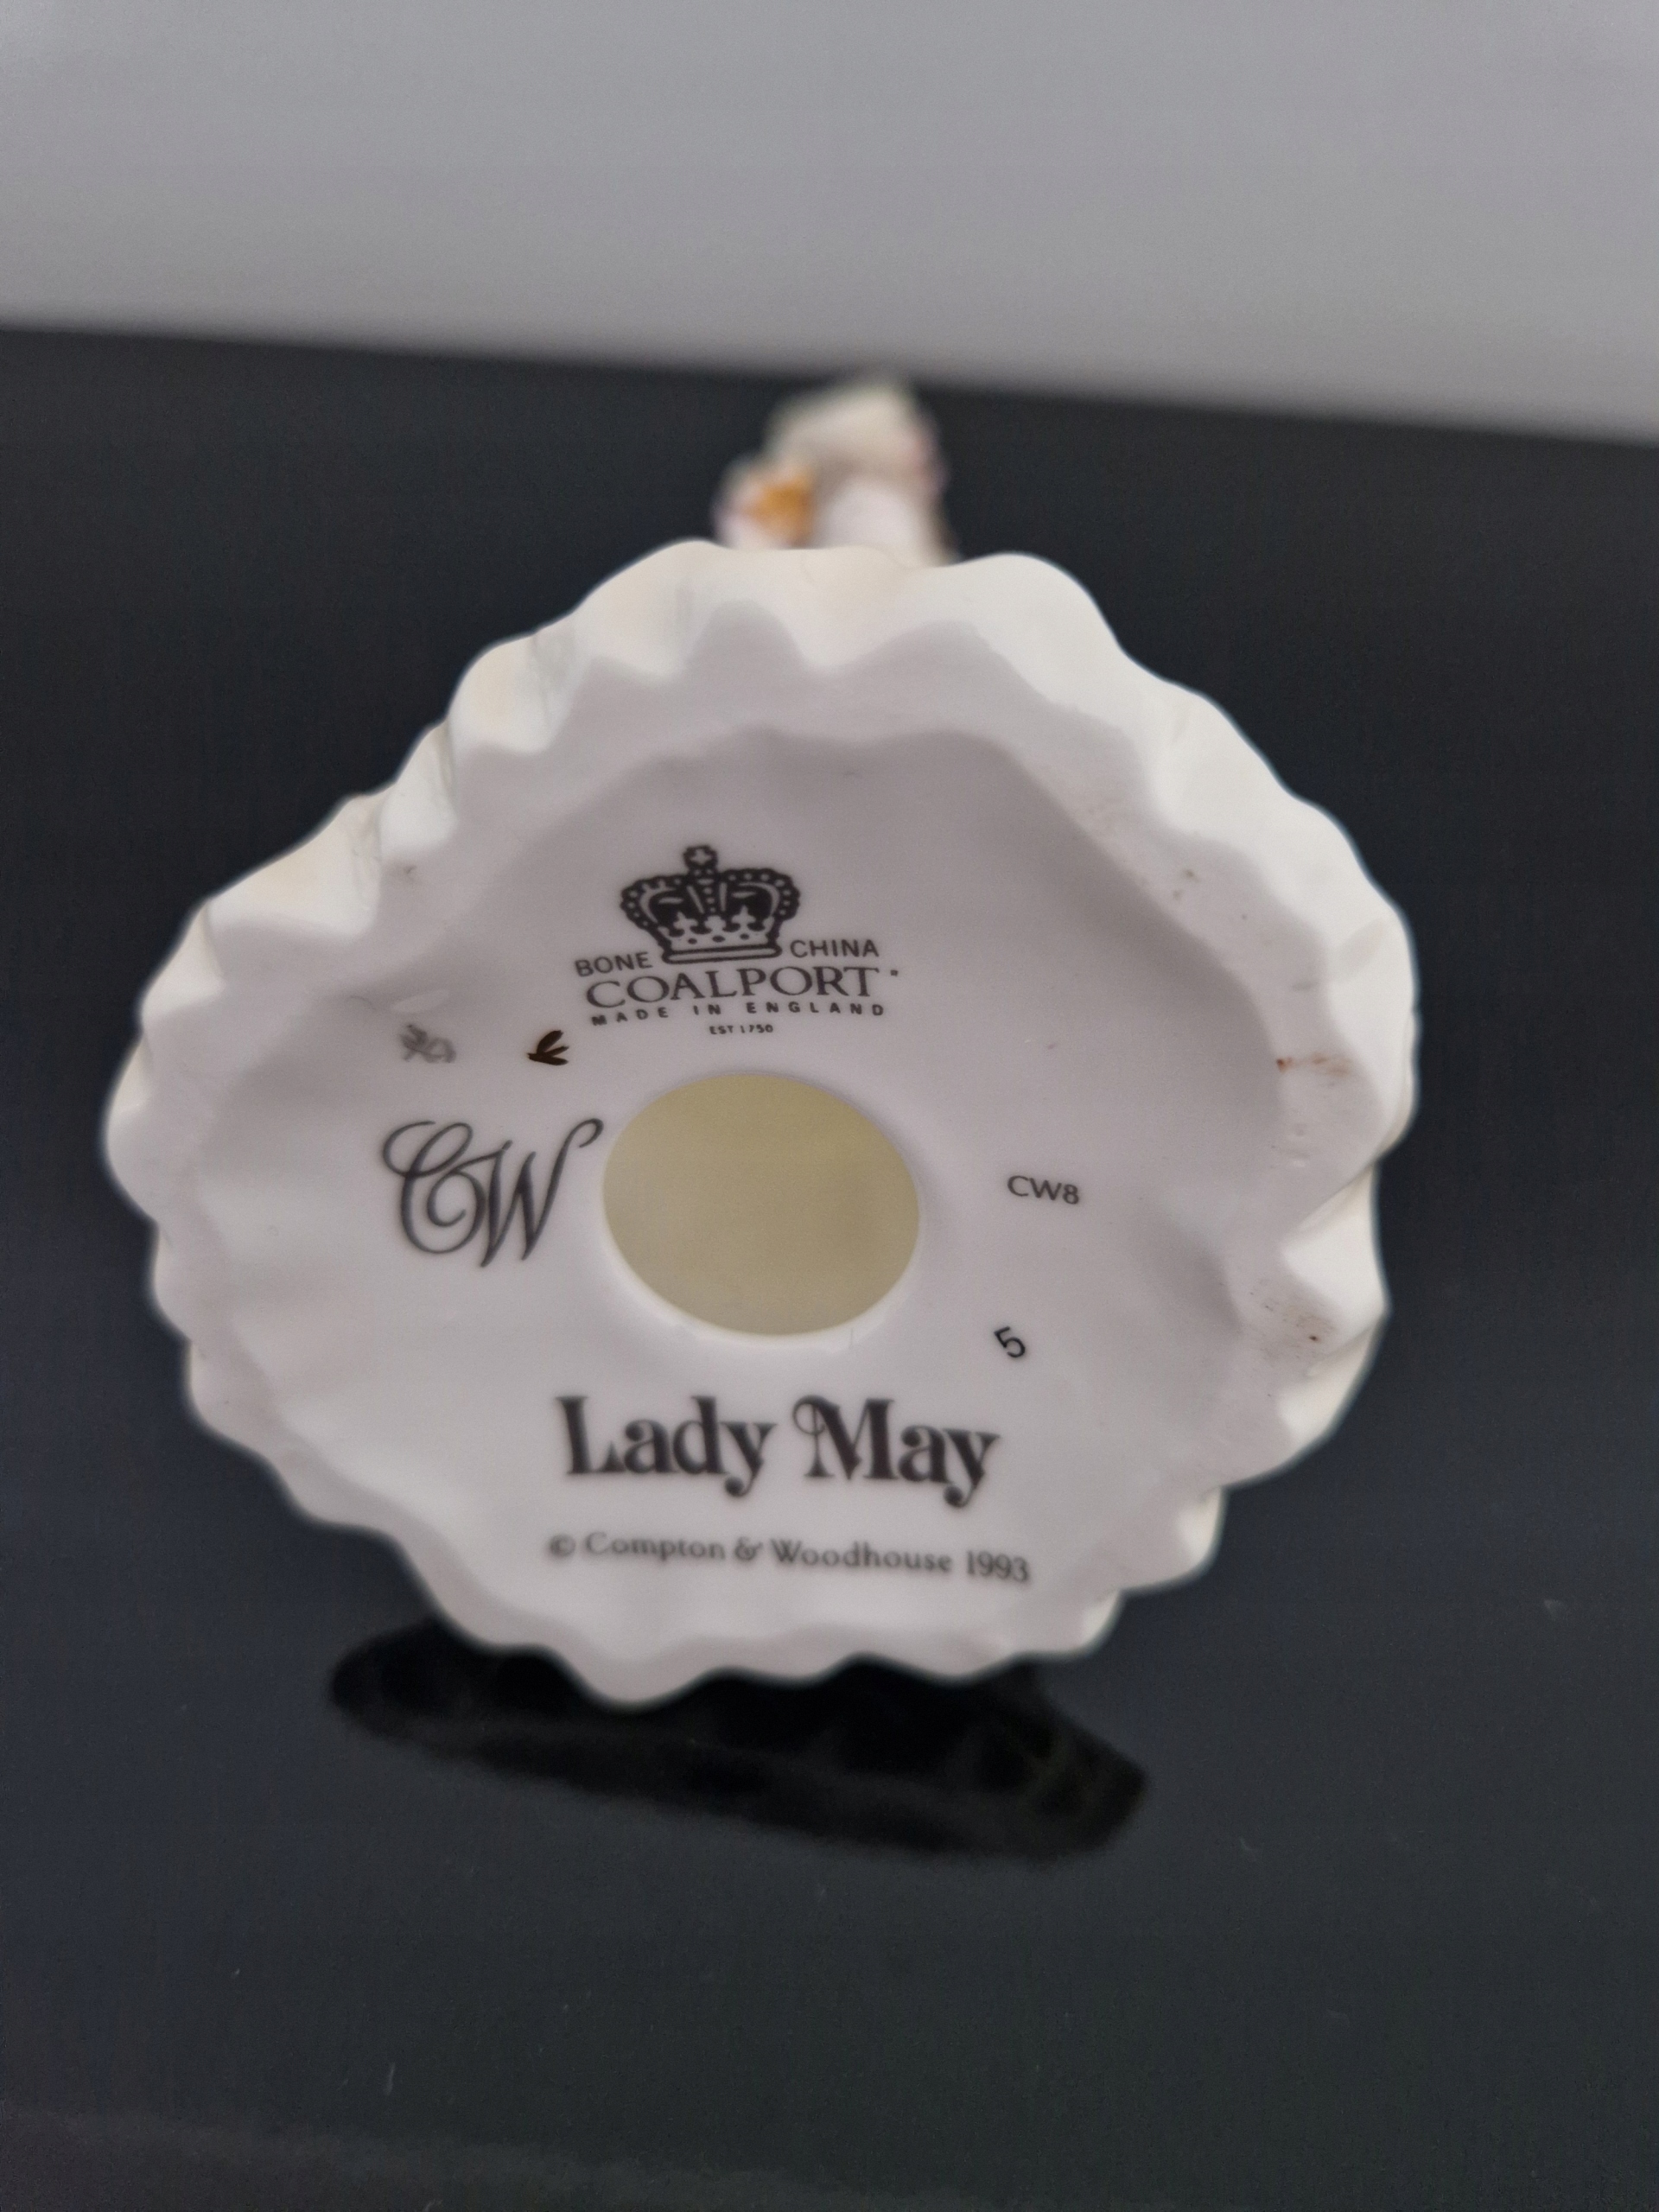 BONE CHINA
COALPORT
MADE IN ENGLAND
EST 1750
CW
CW8
5
Lady May
© Compton & Woodhouse 1993